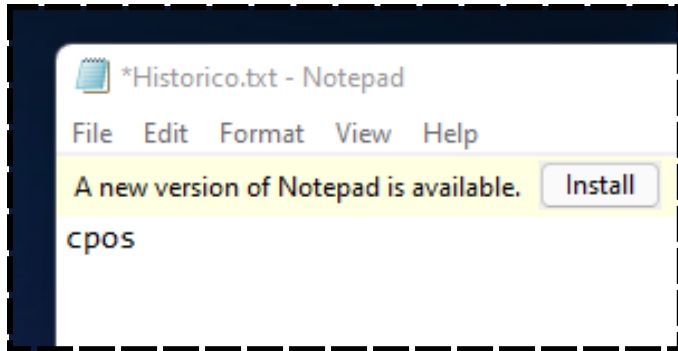 *Historico.txt - Notepad
File Edit Format View Help
A new version of Notepad is available. Install
cpos